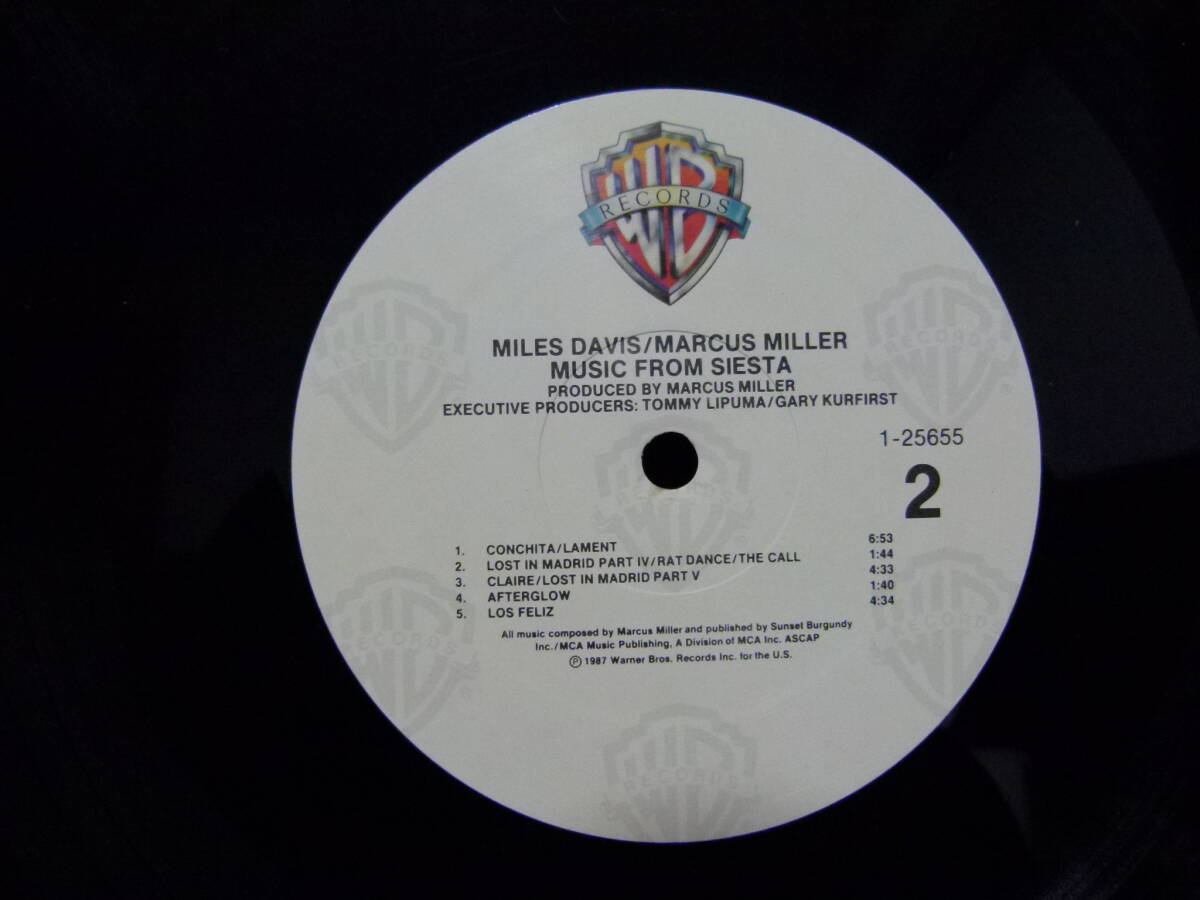 WB
RECORDS
MILES DAVIS/MARCUS MILLER
MUSIC FROM SIESTA
PRODUCED BY MARCUS MILLER
EXECUTIVE PRODUCERS: TOMMY LIPUMA/GARY KURFIRST
1-25655
2
1. CONCHITA/LAMENT 6:53
2. LOST IN MADRID PART IV/RAT DANCE/THE CALL 1:44
3. CLAIRE/LOST IN MADRID PART V 4:33
4. AFTERGLOW 1:40
5. LOS FELIZ 4:34
All music composed by Marcus Miller and published by Sunset Burgundy
Inc./MCA Music Publishing, A Division of MCA Inc. ASCAP
℗ 1987 Warner Bros. Records Inc. for the U.S.